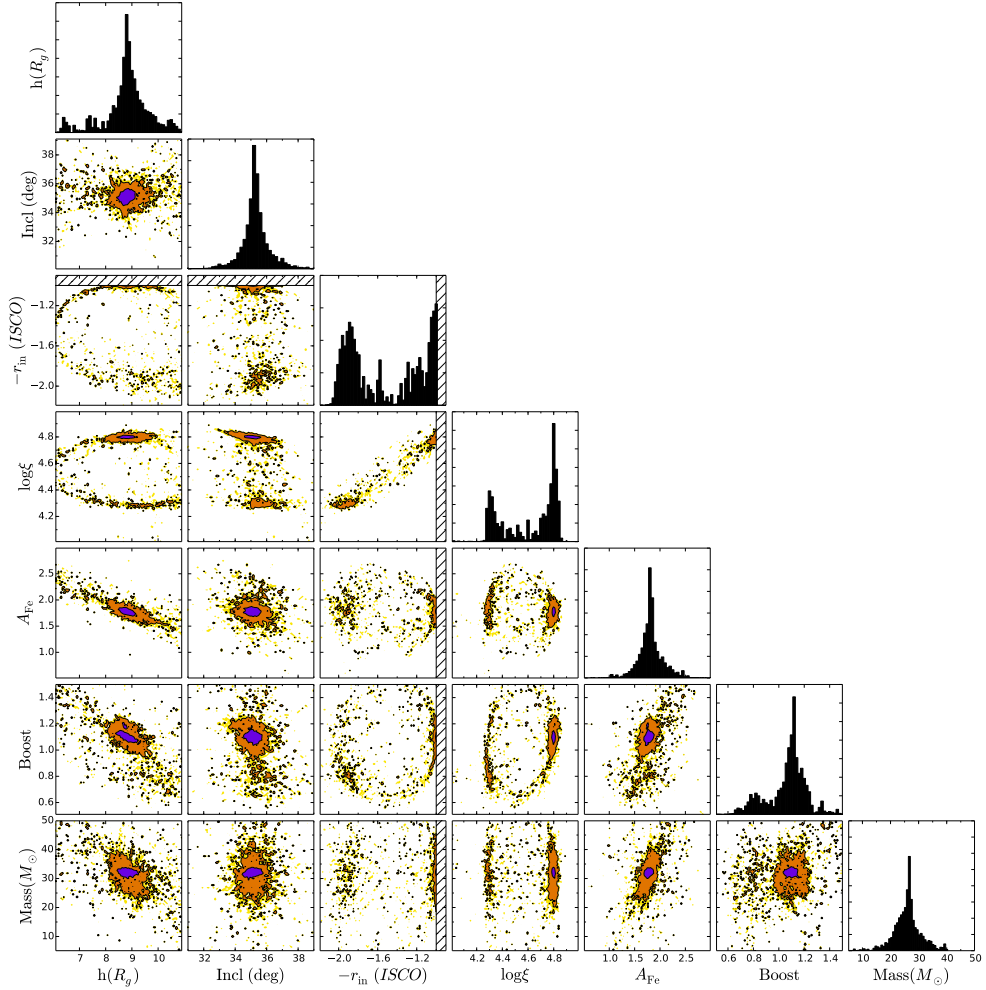 h(R_g)
38
36
34
32
Incl (deg)
−1.2
−1.6
−2.0
−r_in (ISCO)
4.8
4.6
4.4
4.2
logξ
2.5
2.0
1.5
1.0
A_Fe
1.4
1.2
1.0
0.8
0.6
Boost
50
40
30
20
10
Mass(M_⊙)
7 8 9 10
32 34 36 38
−2.0 −1.6 −1.2
4.2 4.4 4.6 4.8
1.0 1.5 2.0 2.5
0.6 0.8 1.0 1.2 1.4
10 20 30 40 50
h(R_g) Incl (deg) −r_in (ISCO) logξ A_Fe Boost Mass(M_⊙)